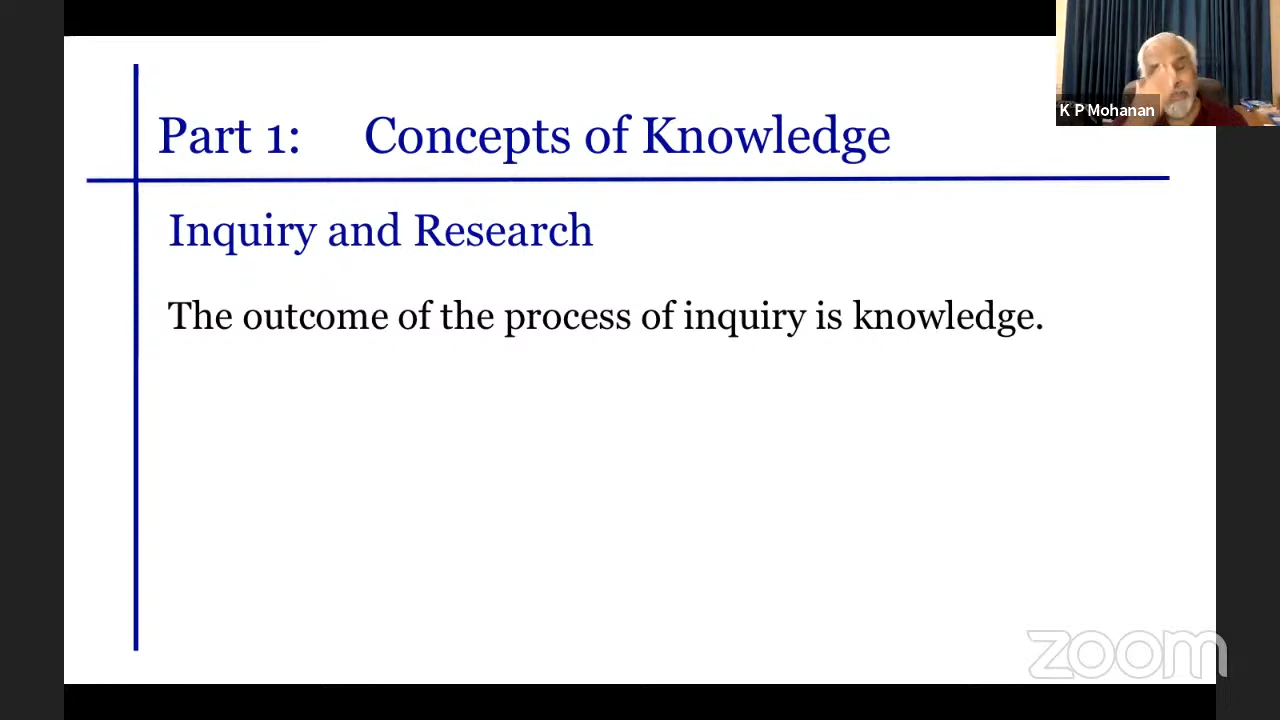 Part 1: Concepts of Knowledge
K P Mohanan
Inquiry and Research
The outcome of the process of inquiry is knowledge.
zoom